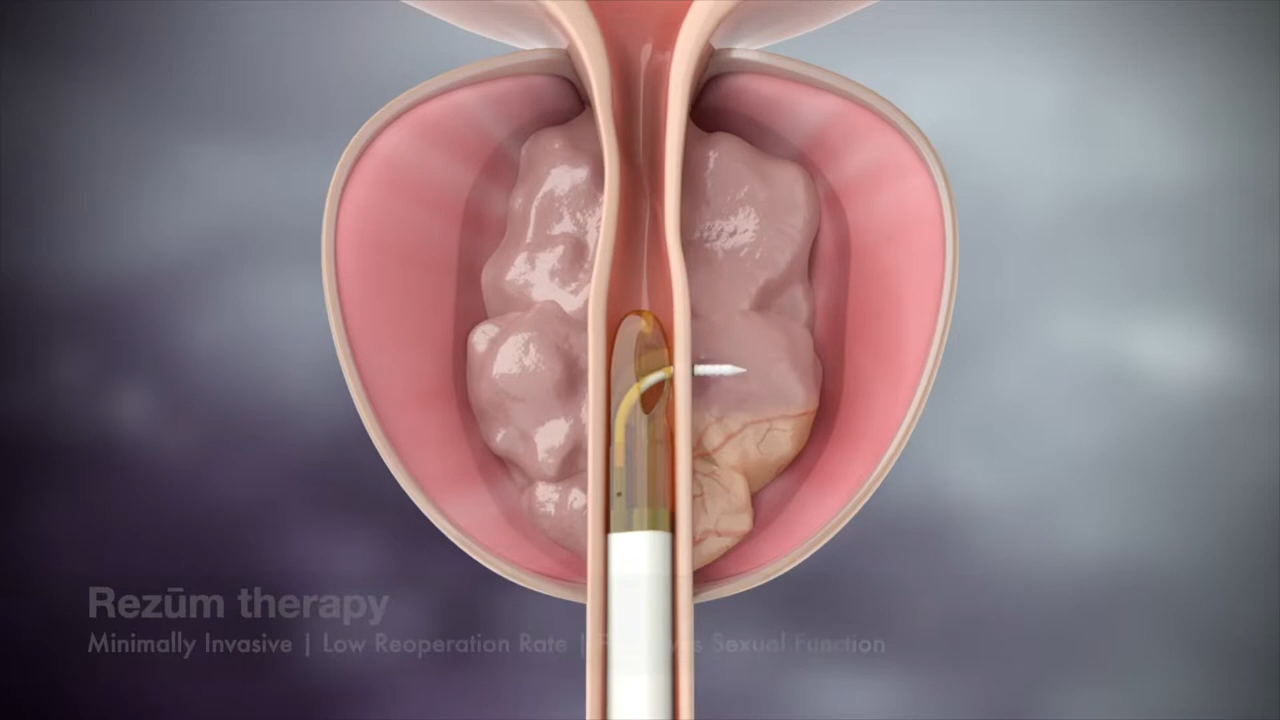 Rezūm therapy
Minimally Invasive | Low Reoperation Rate | Sexual Function